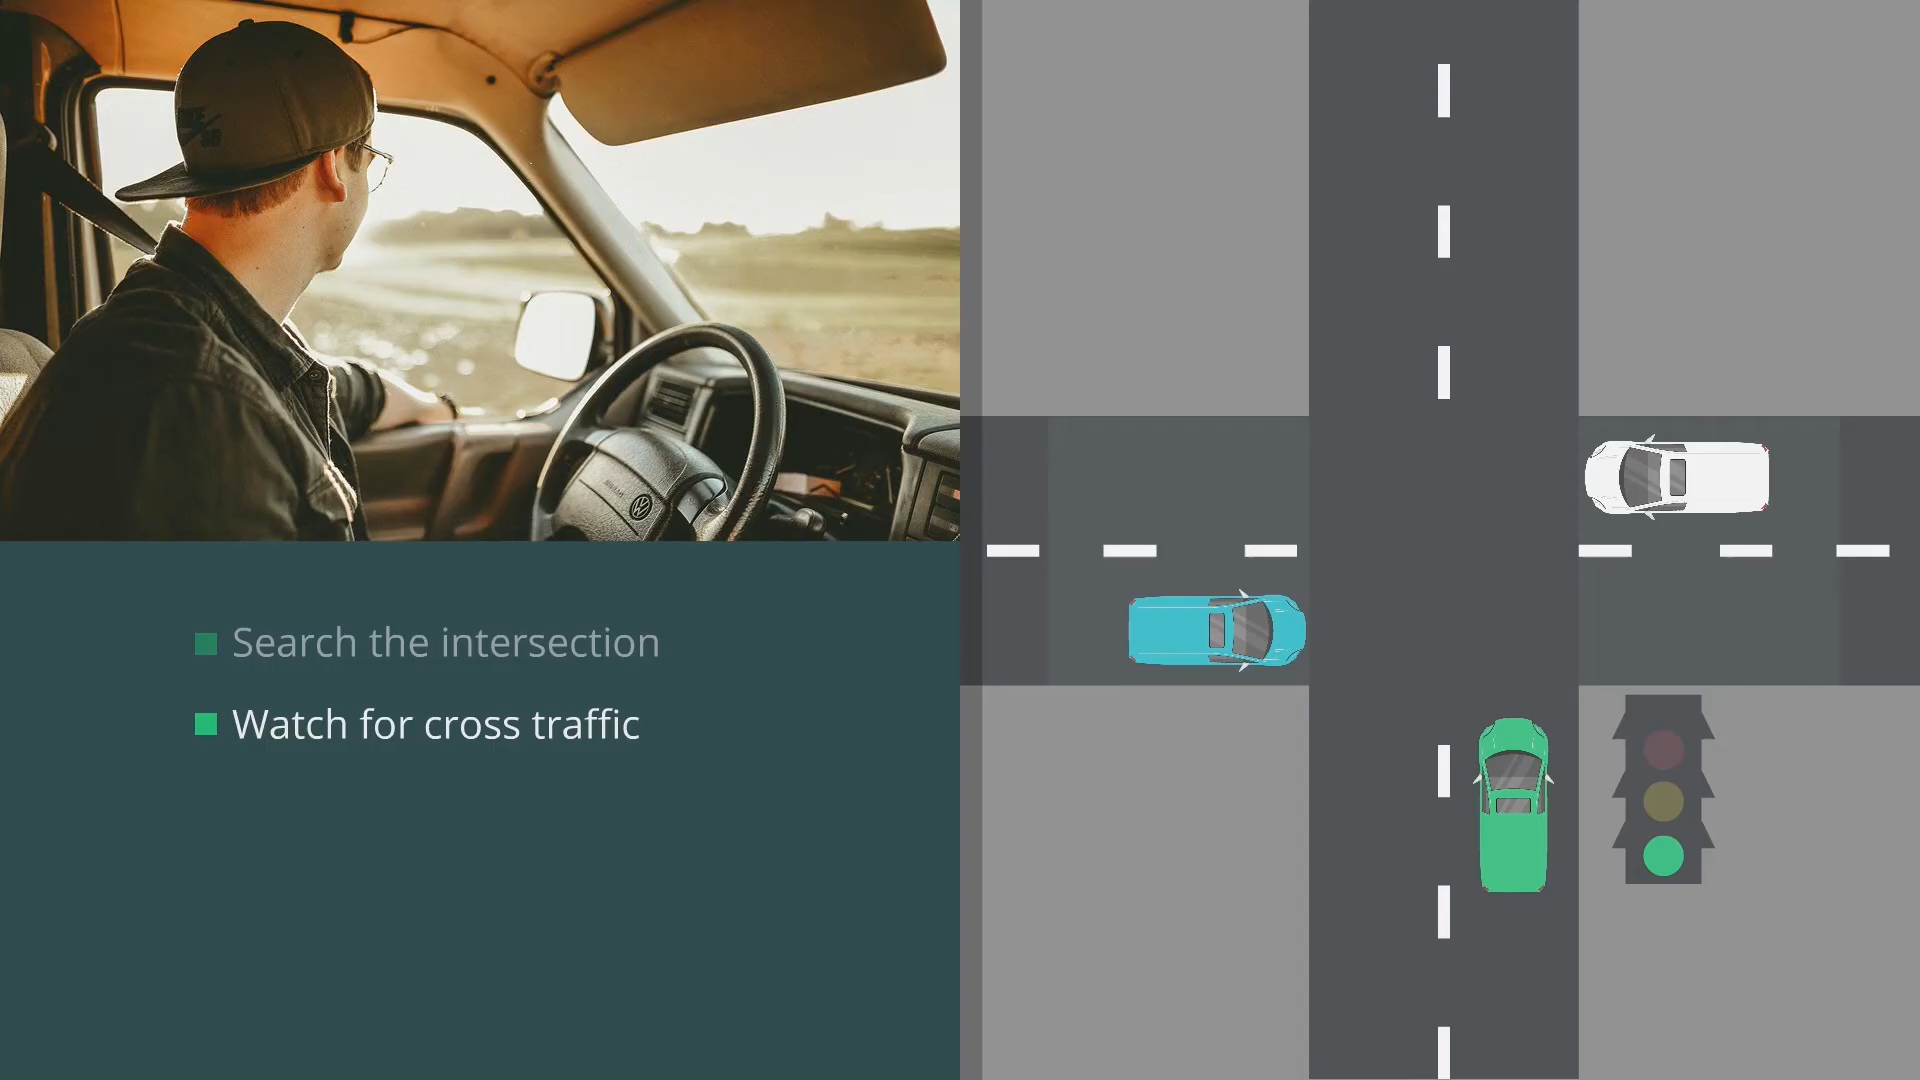 Search the intersection
Watch for cross traffic